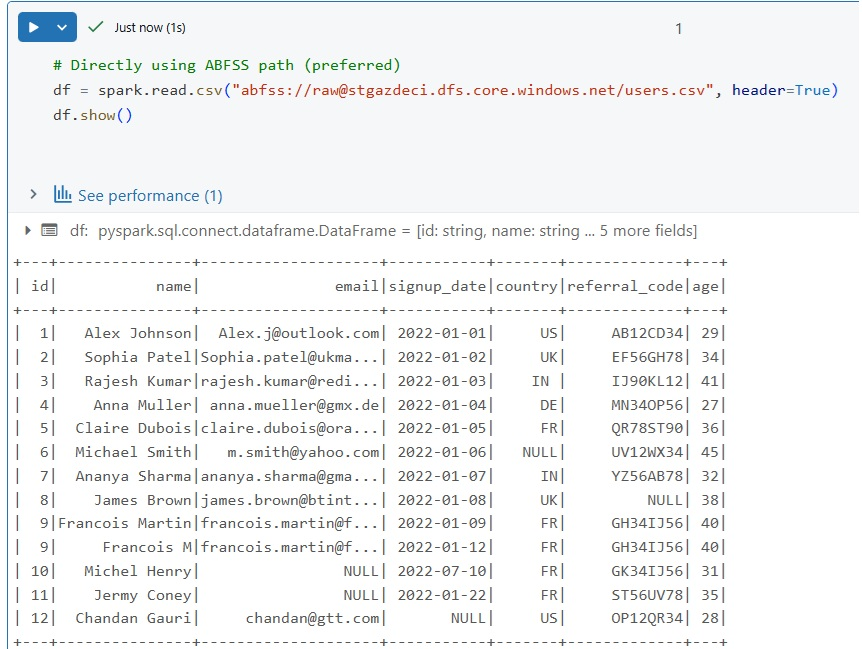 Just now (1s)
1
# Directly using ABFSS path (preferred)
df = spark.read.csv("abfss://raw@stgazdeci.dfs.core.windows.net/users.csv", header=True)
df.show()
See performance (1)
df: pyspark.sql.connect.dataframe.DataFrame = [id: string, name: string ... 5 more fields]
+---+---------------+--------------------+-----------+-------+-------------+---+
| id|           name|               email|signup_date|country|referral_code|age|
+---+---------------+--------------------+-----------+-------+-------------+---+
|  1|   Alex Johnson|  Alex.j@outlook.com| 2022-01-01|     US|     AB12CD34| 29|
|  2|   Sophia Patel|Sophia.patel@ukma...| 2022-01-02|     UK|     EF56GH78| 34|
|  3|   Rajesh Kumar|rajesh.kumar@redi...| 2022-01-03|    IN |     IJ90KL12| 41|
|  4|    Anna Muller| anna.mueller@gmx.de| 2022-01-04|     DE|     MN34OP56| 27|
|  5|  Claire Dubois|claire.dubois@ora...| 2022-01-05|     FR|     QR78ST90| 36|
|  6|  Michael Smith|   m.smith@yahoo.com| 2022-01-06|   NULL|     UV12WX34| 45|
|  7|  Ananya Sharma|ananya.sharma@gma...| 2022-01-07|     IN|     YZ56AB78| 32|
|  8|    James Brown|james.brown@btint...| 2022-01-08|     UK|         NULL| 38|
|  9|Francois Martin|francois.martin@f...| 2022-01-09|     FR|     GH34IJ56| 40|
|  9|     Francois M|francois.martin@f...| 2022-01-12|     FR|     GH34IJ56| 40|
| 10|   Michel Henry|                NULL| 2022-07-10|     FR|     GK34IJ56| 31|
| 11|    Jermy Coney|                NULL| 2022-01-22|     FR|     ST56UV78| 35|
| 12|  Chandan Gauri|     chandan@gtt.com|       NULL|     US|     OP12QR34| 28|
+---+---------------+--------------------+-----------+-------+-------------+---+